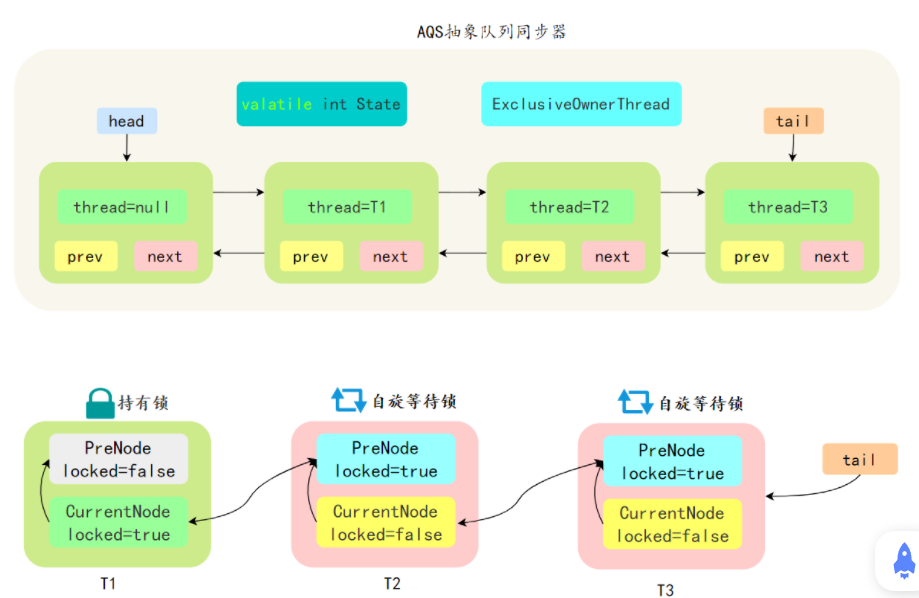 AQS抽象队列同步器
valatile int State
ExclusiveOwnerThread
head
tail
thread=null
thread=T1
thread=T2
thread=T3
prev
next
prev
next
prev
next
prev
next
持有锁
自旋等待锁
自旋等待锁
PreNode
locked=false
CurrentNode
locked=true
T1
PreNode
locked=true
CurrentNode
locked=false
T2
PreNode
locked=true
CurrentNode
locked=false
T3
tail